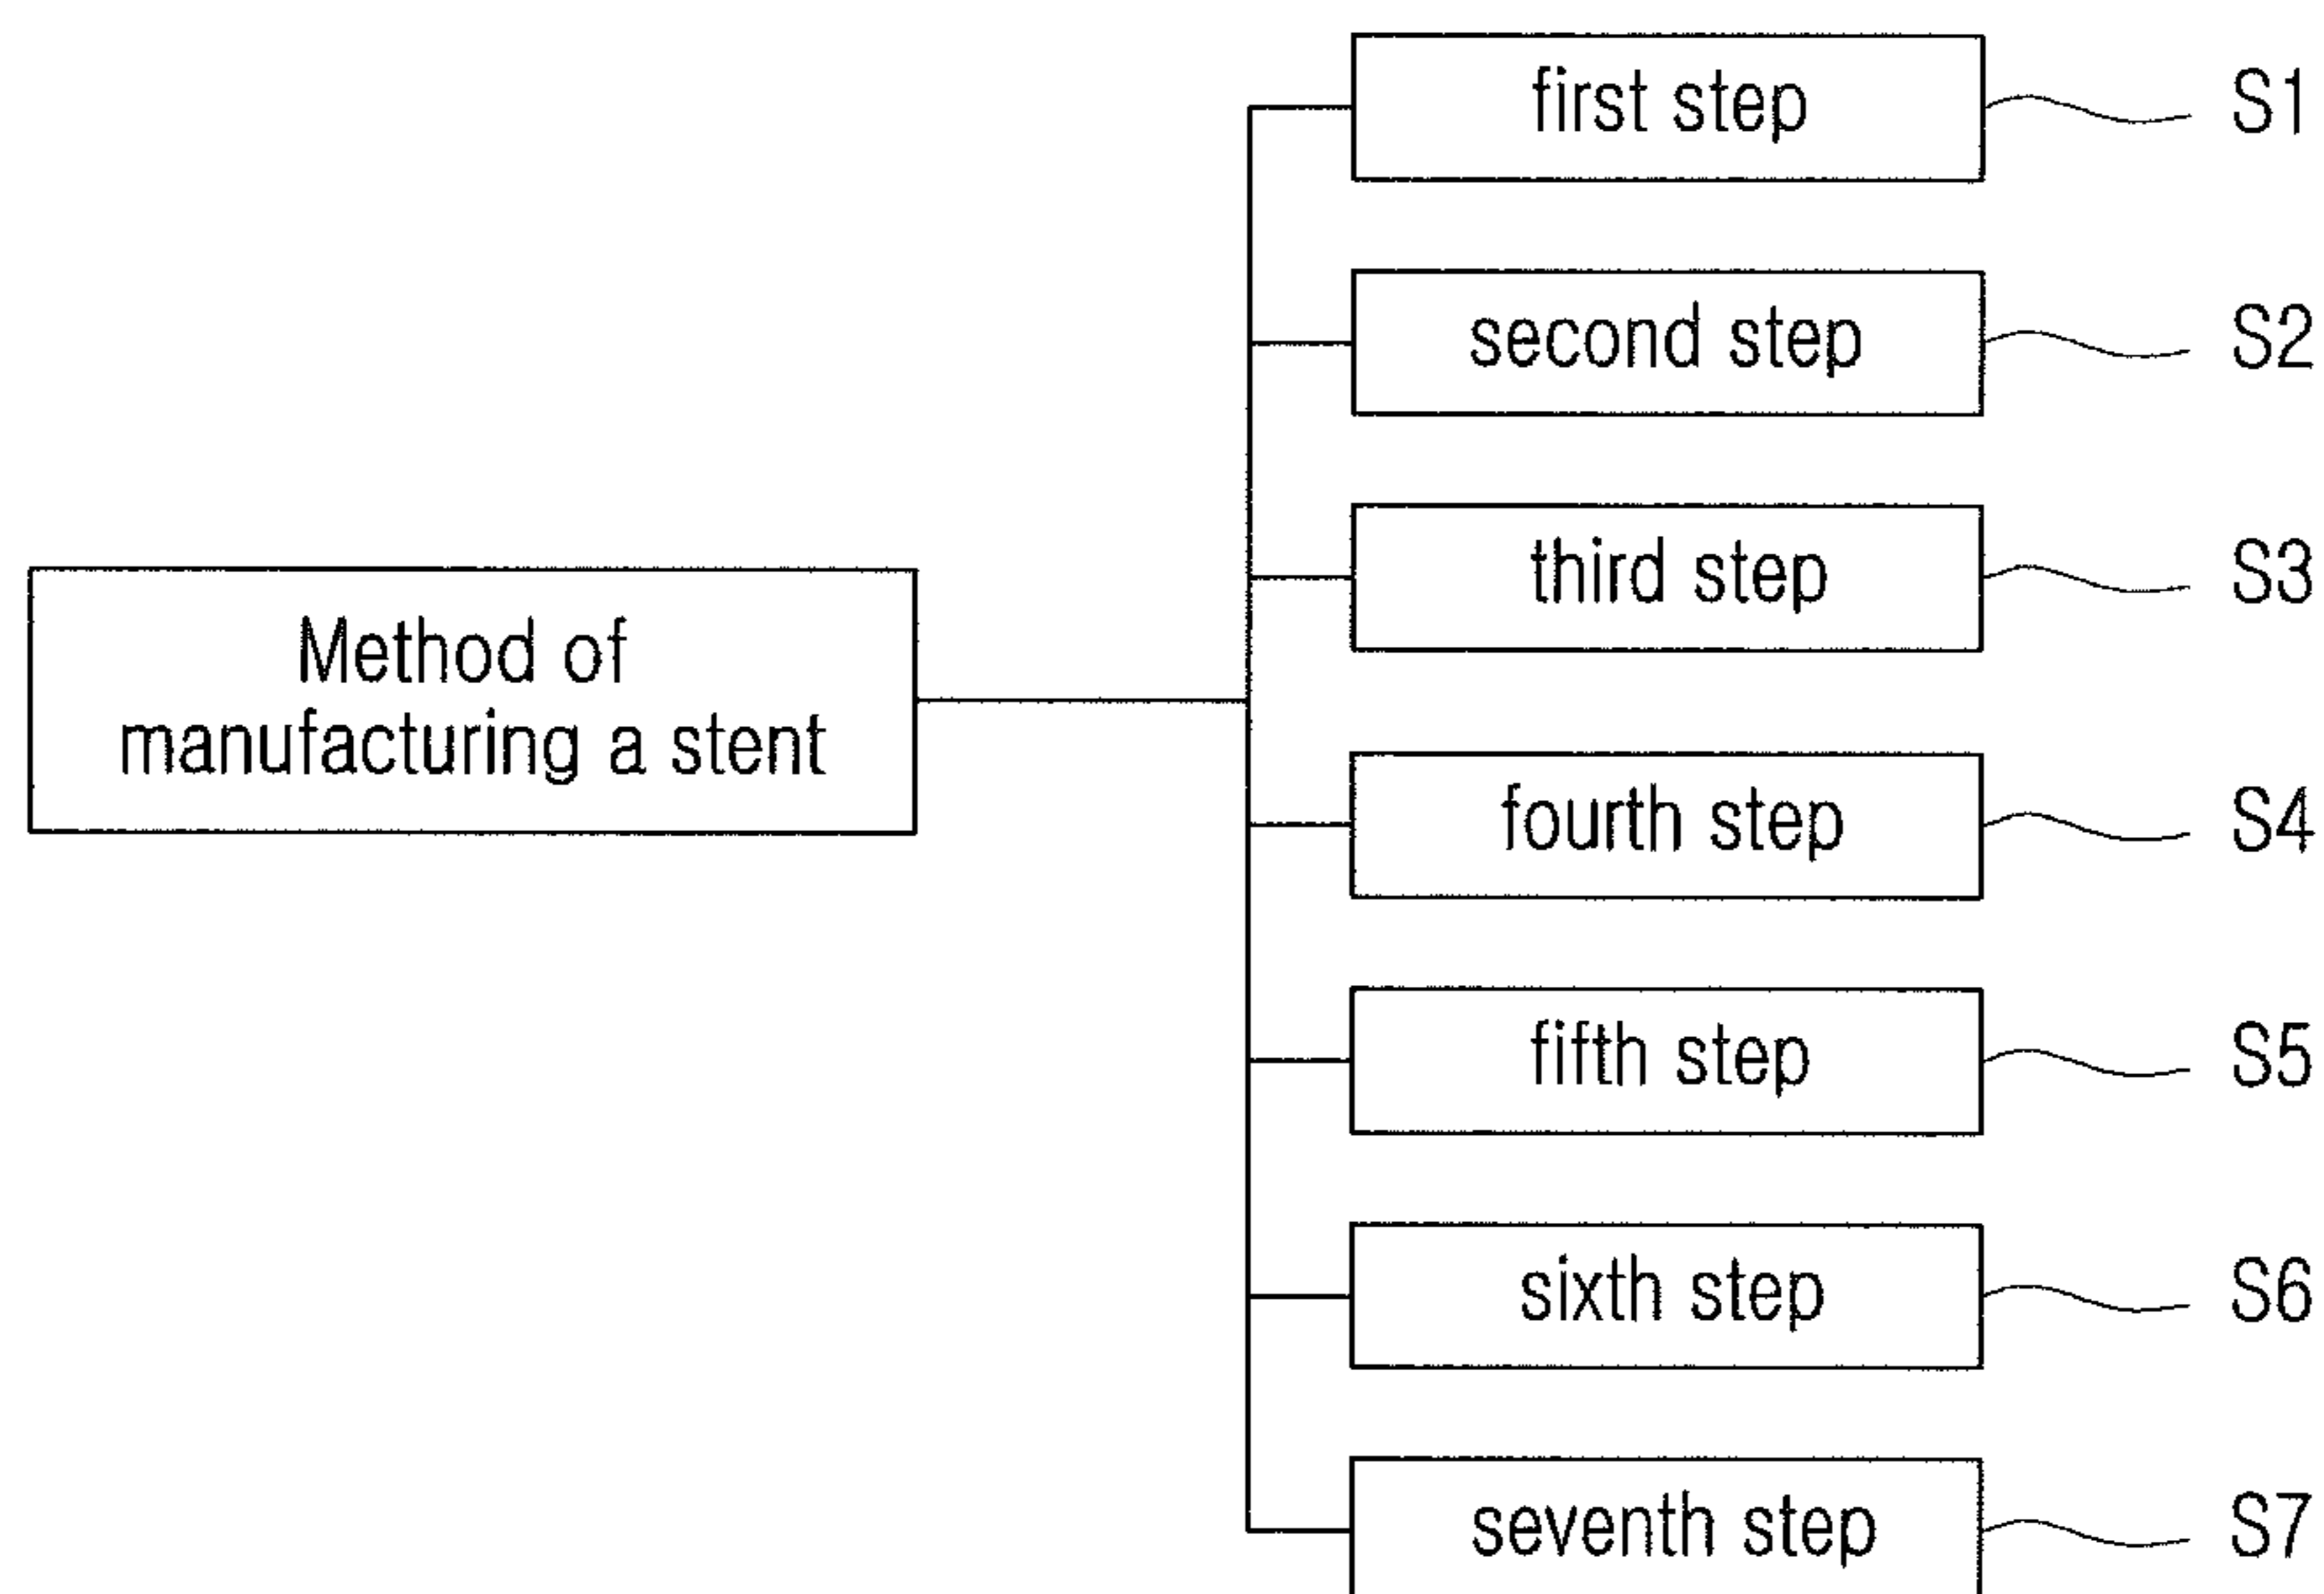 first step S1
second step S2
third step S3
Method of
manufacturing a stent
fourth step S4
fifth step S5
sixth step S6
seventh step S7